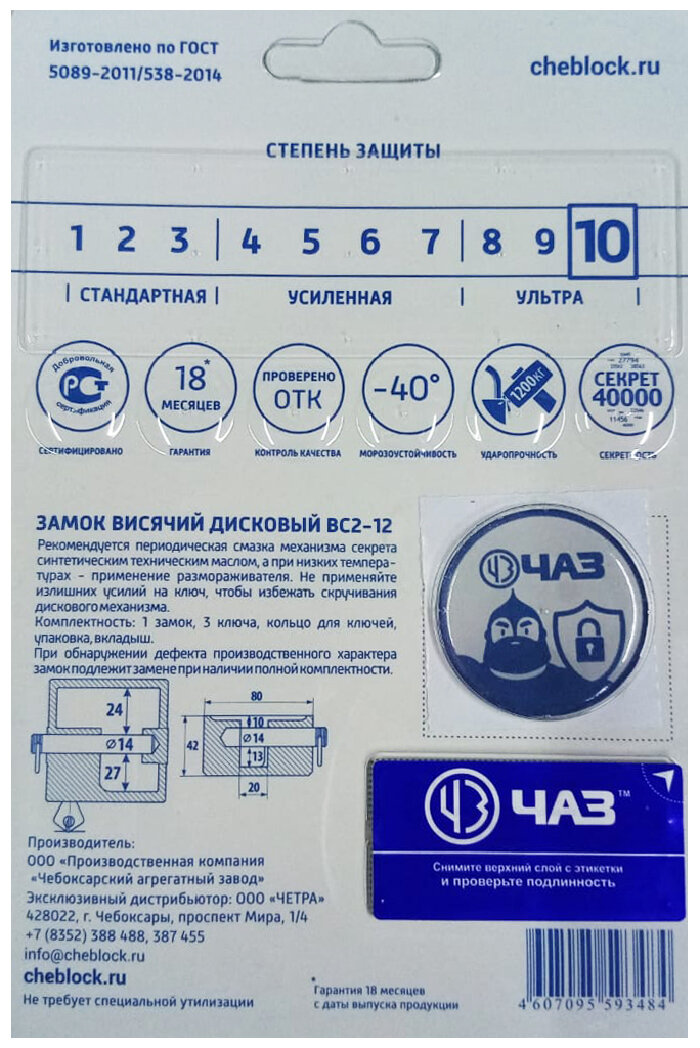 Изготовлено по ГОСТ
5089-2011/538-2014
cheblock.ru
СТЕПЕНЬ ЗАЩИТЫ
1 2 3 | 4 5 6 7 | 8 9 10
| СТАНДАРТНАЯ | УСИЛЕННАЯ | УЛЬТРА |
Добровольная
РСт
сертификация
СЕРТИФИЦИРОВАНО
18*
МЕСЯЦЕВ
ГАРАНТИЯ
ПРОВЕРЕНО
ОТК
КОНТРОЛЬ КАЧЕСТВА
-40°
МОРОЗОУСТОЙЧИВОСТЬ
1200КГ
УДАРОПРОЧНОСТЬ
СЕКРЕТ
40000
11456
СЕКРЕТНОСТЬ
ЗАМОК ВИСЯЧИЙ ДИСКОВЫЙ ВС2-12
Рекомендуется периодическая смазка механизма секрета
синтетическим техническим маслом, а при низких темпера-
турах - применение размораживателя. Не применяйте
излишних усилий на ключ, чтобы избежать скручивания
дискового механизма.
Комплектность: 1 замок, 3 ключа, кольцо для ключей,
упаковка, вкладыш.
При обнаружении дефекта производственного характера
замок подлежит замене при наличии полной комплектности.
ЧАЗ
24
⌀14
27
80
42
10
⌀14
13
20
ЧАЗ™
Снимите верхний слой с этикетки
и проверьте подлинность
Производитель:
ООО «Производственная компания
«Чебоксарский агрегатный завод»
Эксклюзивный дистрибьютор: ООО «ЧЕТРА»
428022, г. Чебоксары, проспект Мира, 1/4
+7 (8352) 388 488, 387 455
info@cheblock.ru
cheblock.ru
Не требует специальной утилизации
*
Гарантия 18 месяцев
с даты выпуска продукции
4 607095 593484